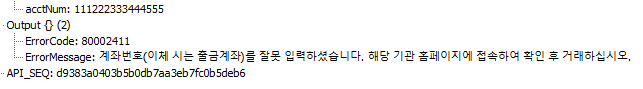 acctNum: 111222333444555
Output {} (2)
ErrorCode: 80002411
ErrorMessage: 계좌번호(이체 시는 출금계좌)를 잘못 입력하셨습니다. 해당 기관 홈페이지에 접속하여 확인 후 거래하십시오.
API_SEQ: d9383a0403b5b0db7aa3eb7fc0b5deb6